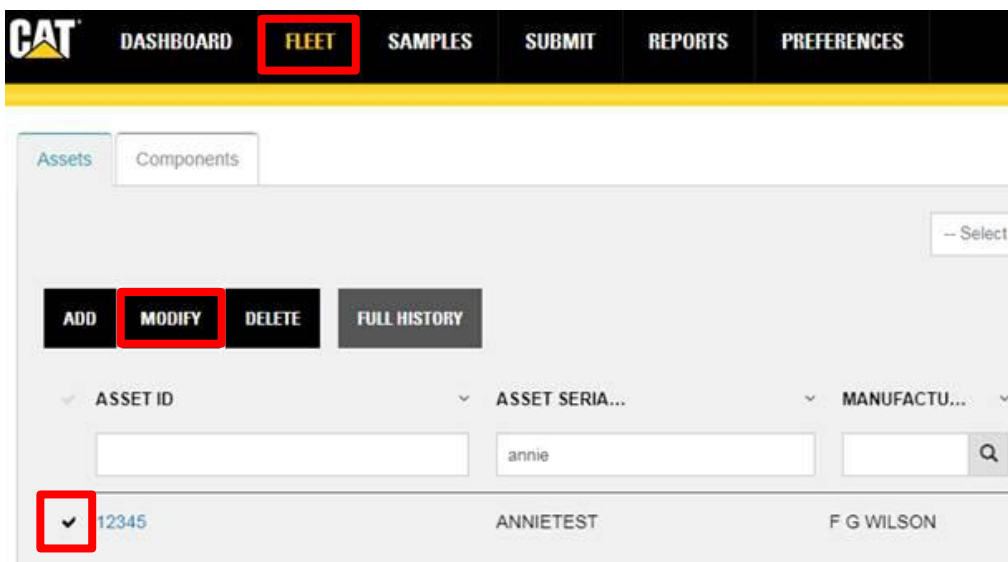 CAT DASHBOARD FLEET SAMPLES SUBMIT REPORTS PREFERENCES
Assets Components
-- Select
ADD MODIFY DELETE FULL HISTORY
ASSET ID ASSET SERIA... MANUFACTU...
annie
12345 ANNIETEST F G WILSON